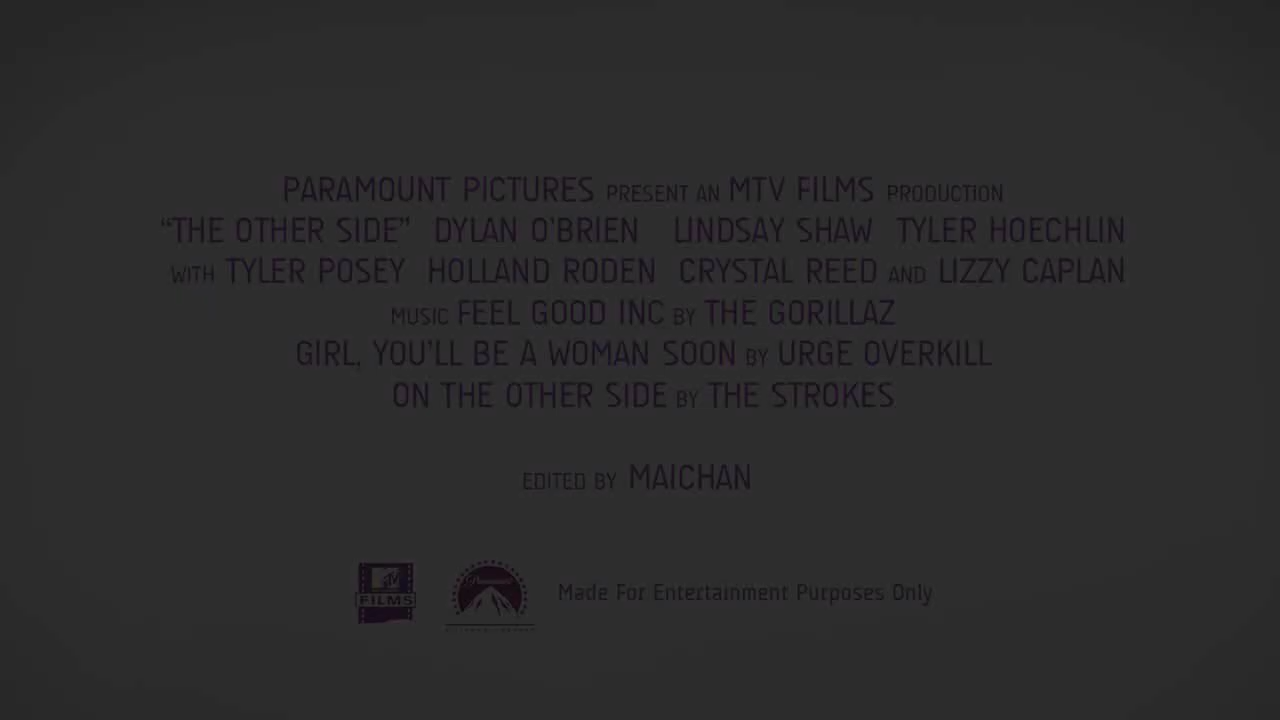 PARAMOUNT PICTURES PRESENT AN MTV FILMS PRODUCTION
“THE OTHER SIDE” DYLAN O’BRIEN LINDSAY SHAW TYLER HOECHLIN
WITH TYLER POSEY HOLLAND RODEN CRYSTAL REED AND LIZZY CAPLAN
MUSIC FEEL GOOD INC BY THE GORILLAZ
GIRL, YOU’LL BE A WOMAN SOON BY URGE OVERKILL
ON THE OTHER SIDE BY THE STROKES
EDITED BY MAICHAN
MTV
FILMS
Paramount
Made For Entertainment Purposes Only